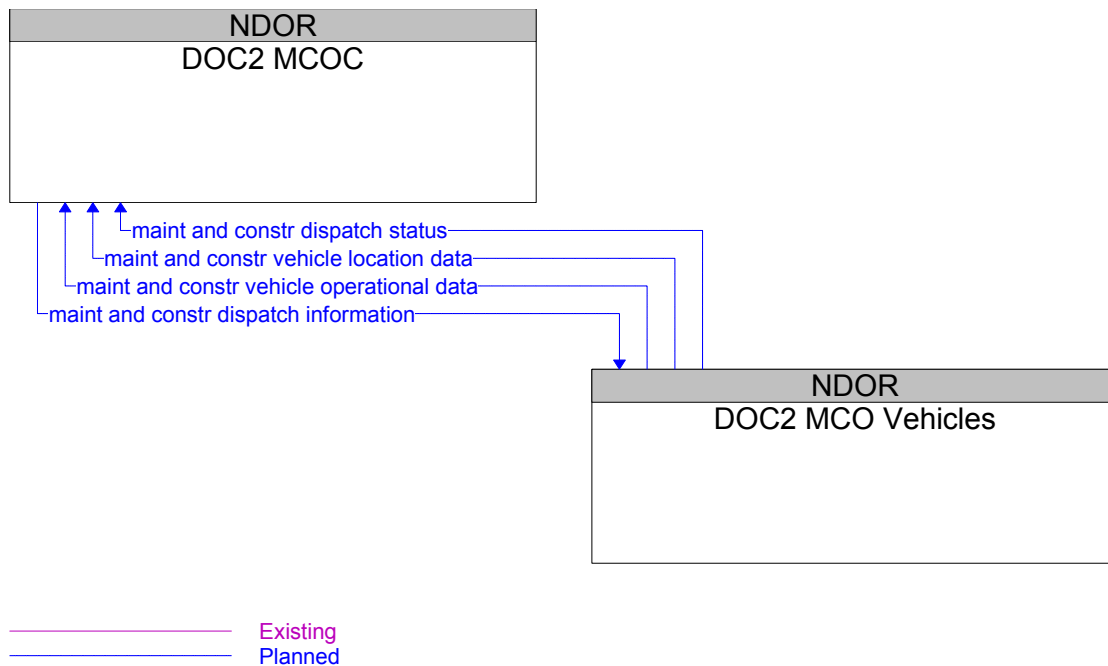 NDOR
DOC2 MCOC
maint and constr dispatch status
maint and constr vehicle location data
maint and constr vehicle operational data
maint and constr dispatch information
NDOR
DOC2 MCO Vehicles
Existing
Planned